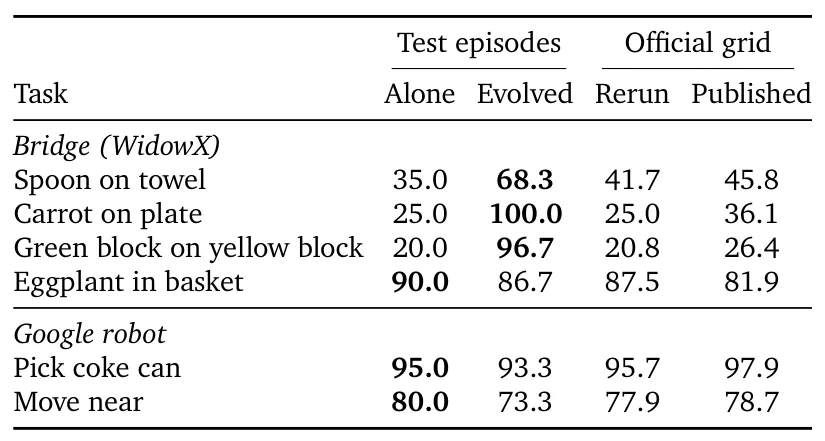 Test episodes Official grid
Task Alone Evolved Rerun Published
Bridge (WidowX)
Spoon on towel 35.0 68.3 41.7 45.8
Carrot on plate 25.0 100.0 25.0 36.1
Green block on yellow block 20.0 96.7 20.8 26.4
Eggplant in basket 90.0 86.7 87.5 81.9
Google robot
Pick coke can 95.0 93.3 95.7 97.9
Move near 80.0 73.3 77.9 78.7